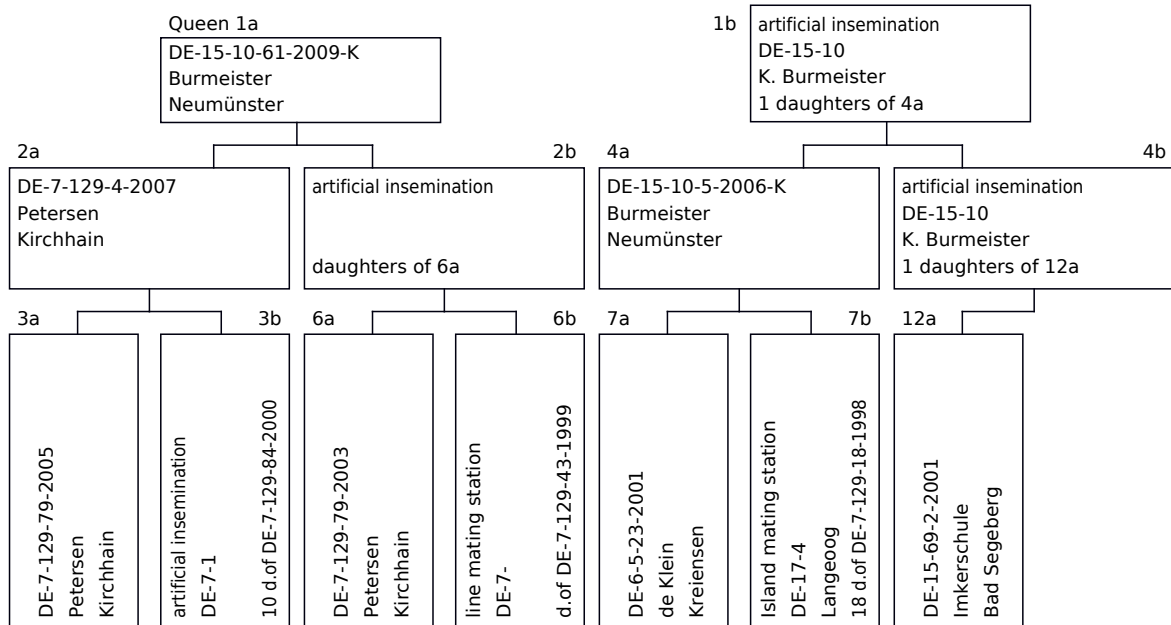 Queen 1a
DE-15-10-61-2009-K
Burmeister
Neumünster
1b
artificial insemination
DE-15-10
K. Burmeister
1 daughters of 4a
2a
DE-7-129-4-2007
Petersen
Kirchhain
2b
artificial insemination
daughters of 6a
4a
DE-15-10-5-2006-K
Burmeister
Neumünster
4b
artificial insemination
DE-15-10
K. Burmeister
1 daughters of 12a
3a
DE-7-129-79-2005
Petersen
Kirchhain
3b
artificial insemination
DE-7-1
10 d.of DE-7-129-84-2000
6a
DE-7-129-79-2003
Petersen
Kirchhain
6b
line mating station
DE-7-
d.of DE-7-129-43-1999
7a
DE-6-5-23-2001
de Klein
Kreiensen
7b
Island mating station
DE-17-4
Langeoog
18 d.of DE-7-129-18-1998
12a
DE-15-69-2-2001
Imkerschule
Bad Segeberg